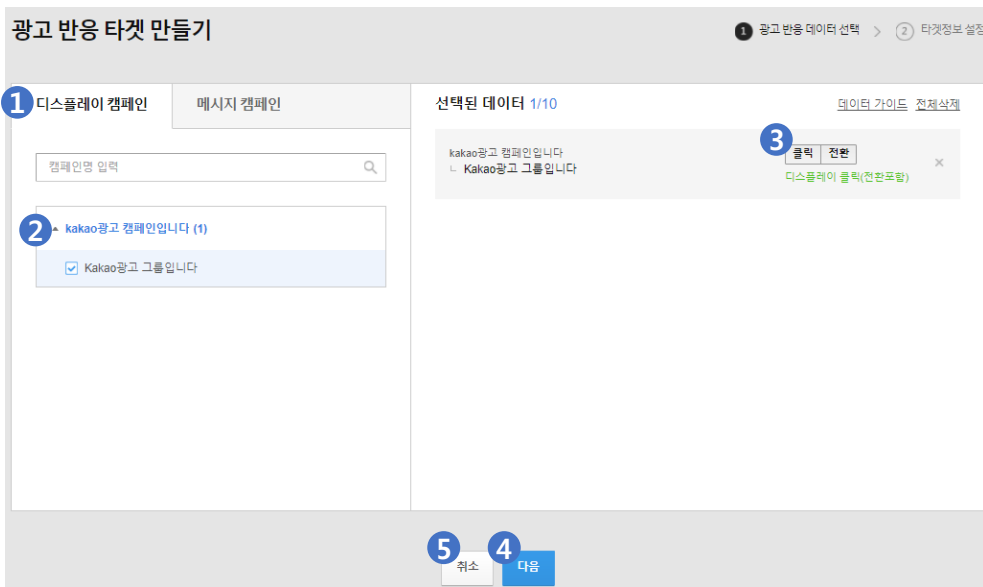 광고 반응 타겟 만들기
1 광고 반응 데이터 선택 > 2 타겟정보 설정
1 디스플레이 캠페인 메시지 캠페인
캠페인명 입력
2 kakao광고 캠페인입니다 (1)
Kakao광고 그룹입니다
선택된 데이터 1/10 데이터 가이드 전체삭제
kakao광고 캠페인입니다
ㄴ Kakao광고 그룹입니다
3 클릭 전환 ×
디스플레이 클릭(전환포함)
5 취소 4 다음